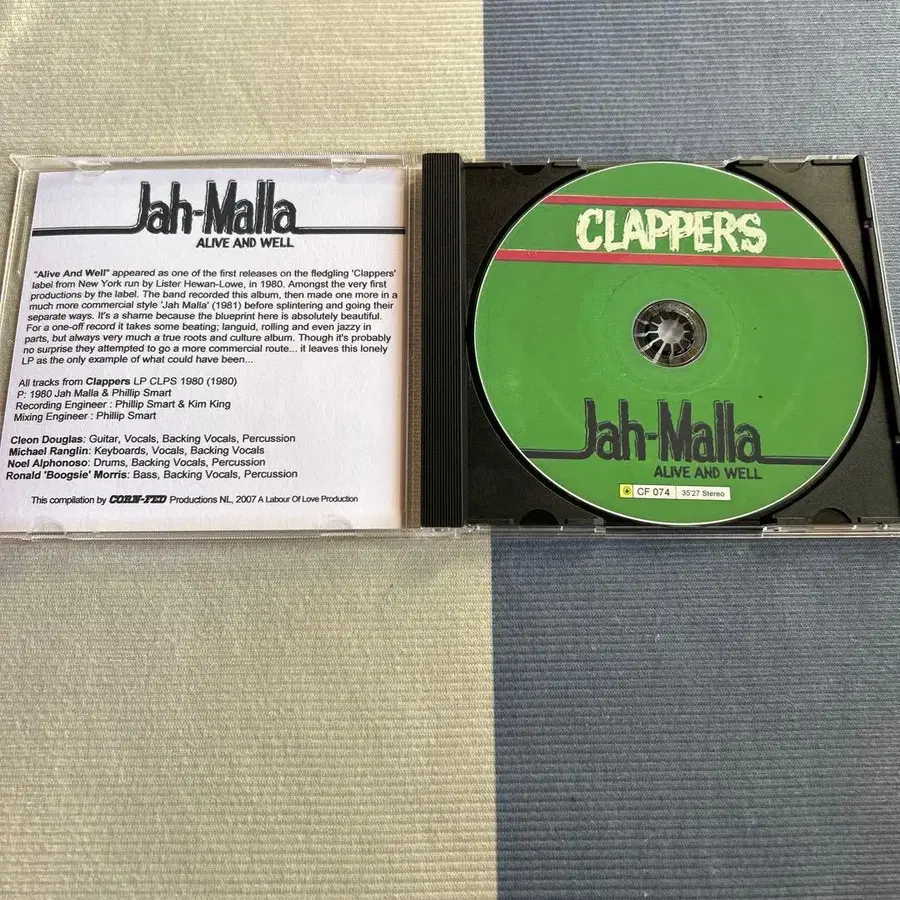 Jah-Malla
ALIVE AND WELL
"Alive And Well" appeared as one of the first releases on the fledgling 'Clappers'
label from New York run by Lister Hewan-Lowe, in 1980. Amongst the very first
productions by the label. The band recorded this album, then made one more in a
much more commercial style 'Jah Malla' (1981) before splintering and going their
separate ways. It's a shame because the blueprint here is absolutely beautiful.
For a one-off record it takes some beating; languid, rolling and even jazzy in
parts, but always very much a true roots and culture album. Though it's probably
no surprise they attempted to go a more commercial route... it leaves this lonely
LP as the only example of what could have been...
All tracks from Clappers LP CLPS 1980 (1980)
P: 1980 Jah Malla & Phillip Smart
Recording Engineer : Phillip Smart & Kim King
Mixing Engineer : Phillip Smart
Cleon Douglas: Guitar, Vocals, Backing Vocals, Percussion
Michael Ranglin: Keyboards, Vocals, Backing Vocals
Noel Alphonoso: Drums, Backing Vocals, Percussion
Ronald 'Boogsie' Morris: Bass, Backing Vocals, Percussion
This compilation by CORN-FED Productions NL, 2007 A Labour Of Love Production
CLAPPERS
Jah-Malla
ALIVE AND WELL
CF 074 35'27 Stereo